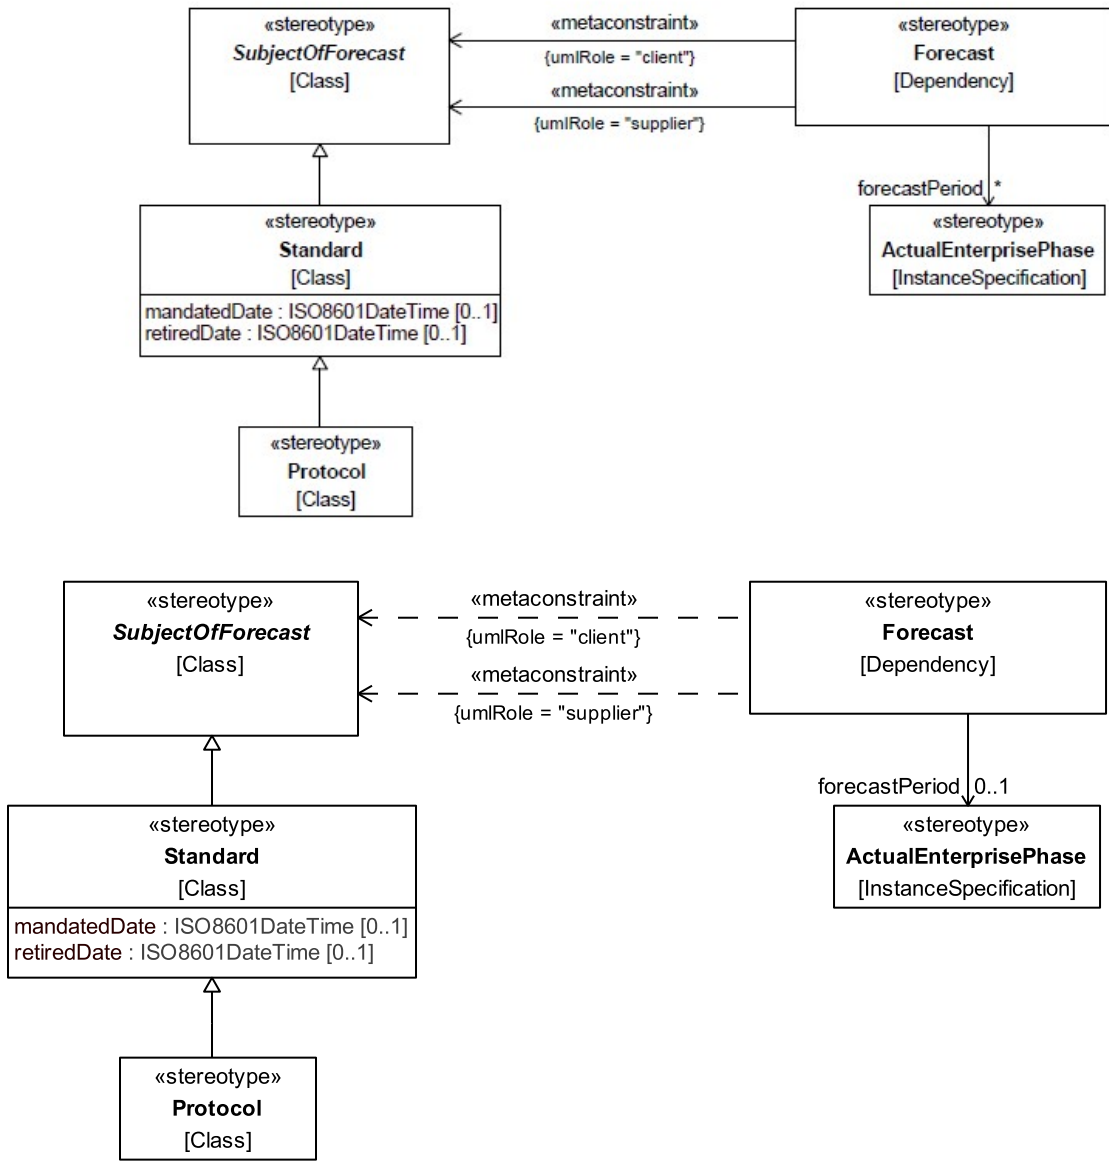 «stereotype»
SubjectOfForecast
[Class]
«metaconstraint»
{umlRole = "client"}
«metaconstraint»
{umlRole = "supplier"}
«stereotype»
Forecast
[Dependency]
forecastPeriod *
«stereotype»
ActualEnterprisePhase
[InstanceSpecification]
«stereotype»
Standard
[Class]
mandatedDate : ISO8601DateTime [0..1]
retiredDate : ISO8601DateTime [0..1]
«stereotype»
Protocol
[Class]
«stereotype»
SubjectOfForecast
[Class]
«metaconstraint»
{umlRole = "client"}
«metaconstraint»
{umlRole = "supplier"}
«stereotype»
Forecast
[Dependency]
forecastPeriod 0..1
«stereotype»
ActualEnterprisePhase
[InstanceSpecification]
«stereotype»
Standard
[Class]
mandatedDate : ISO8601DateTime [0..1]
retiredDate : ISO8601DateTime [0..1]
«stereotype»
Protocol
[Class]